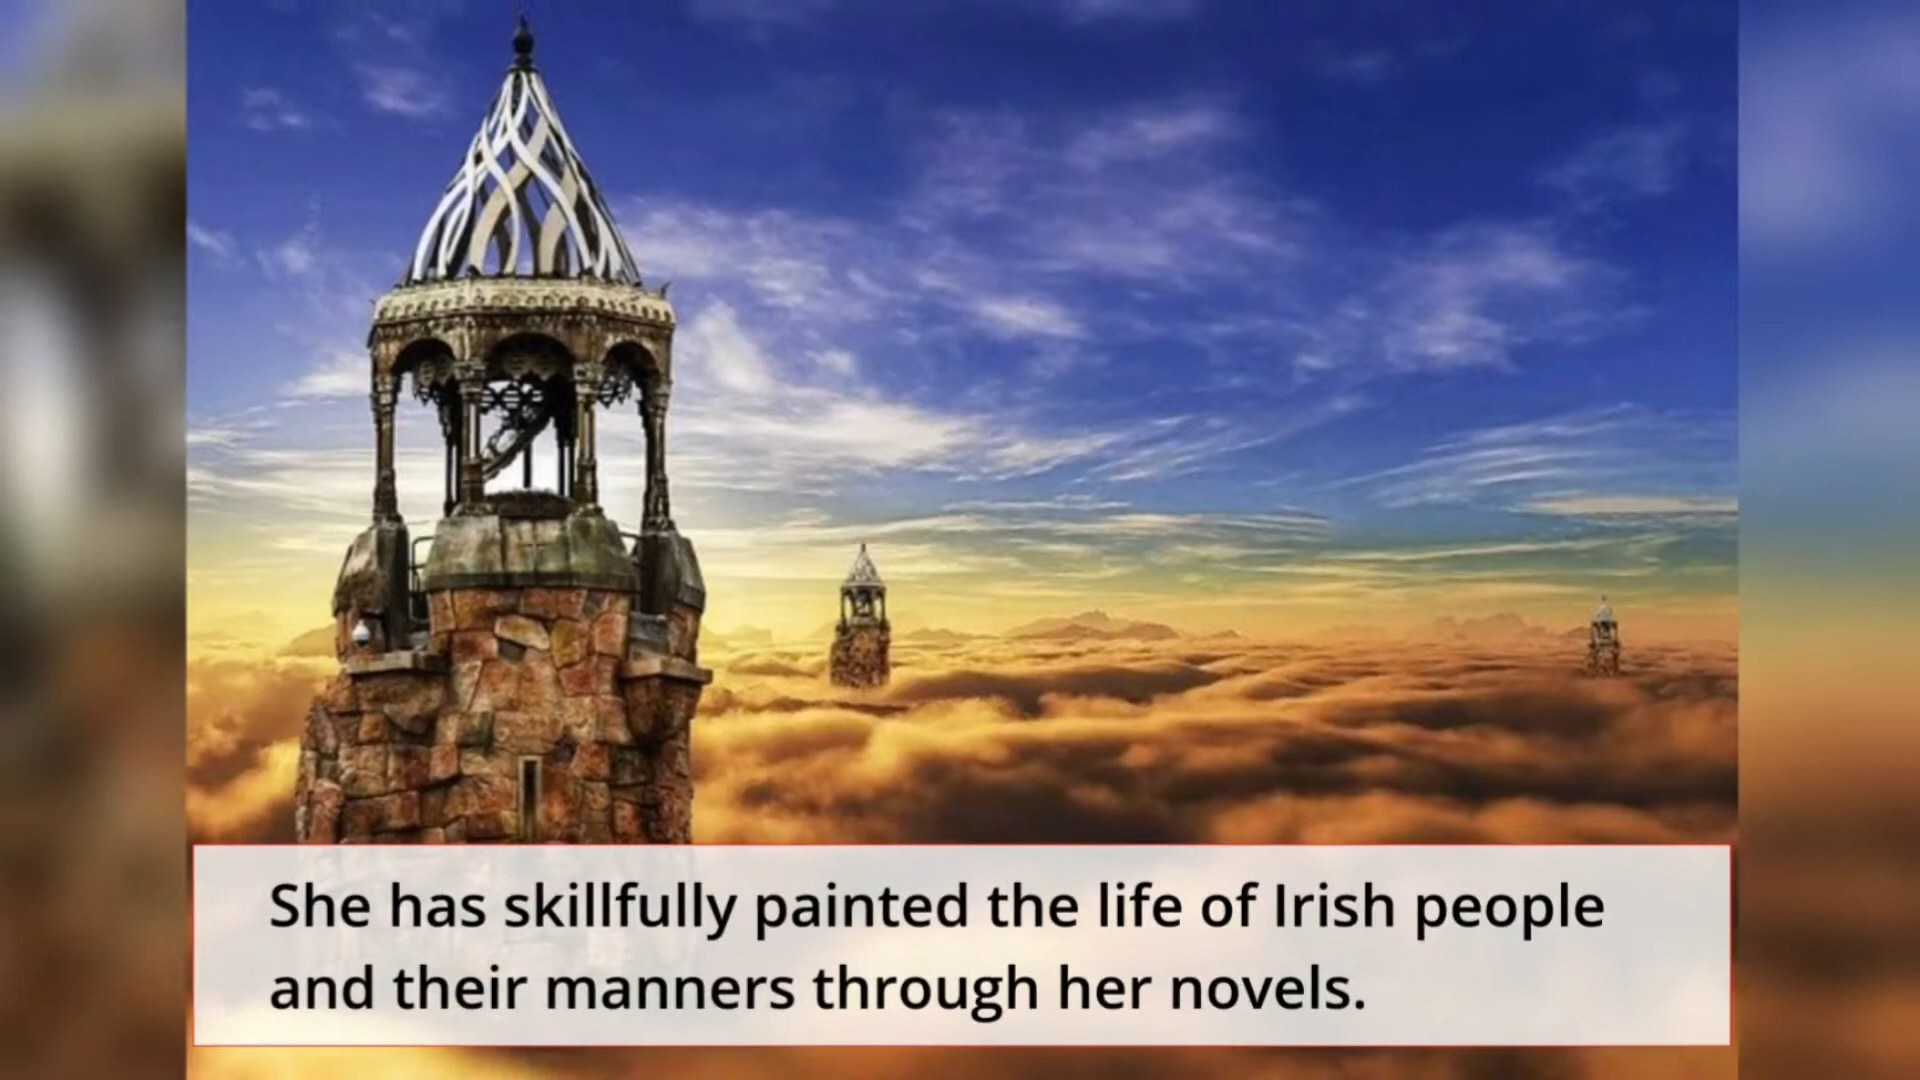 She has skillfully painted the life of Irish people
and their manners through her novels.